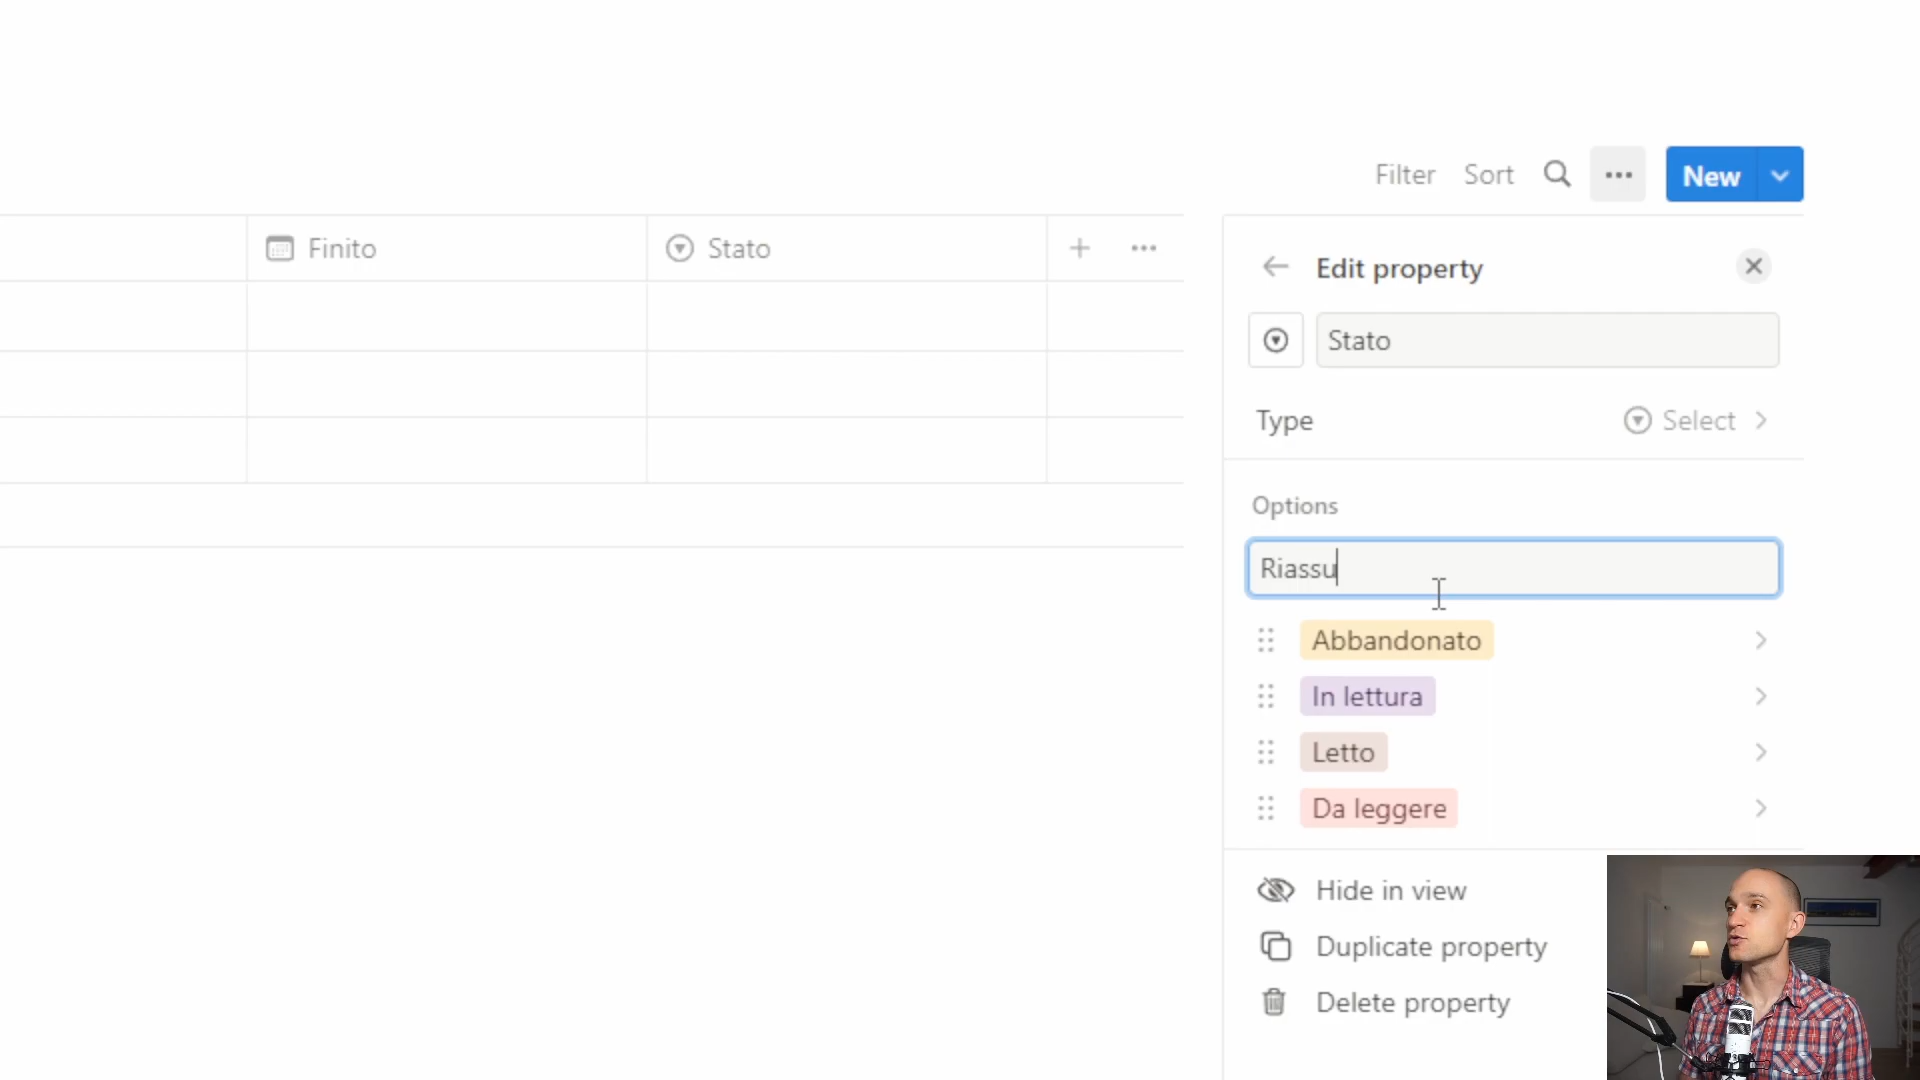 Filter Sort New
Finito Stato
Edit property
Stato
Type Select
Options
Riassu
Abbandonato
In lettura
Letto
Da leggere
Hide in view
Duplicate property
Delete property